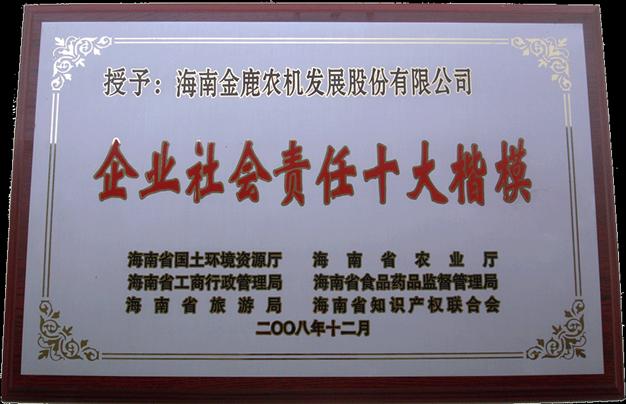 授予：海南金鹿农机发展股份有限公司
企业社会责任十大楷模
海南省国土环境资源厅 海南省农业厅
海南省工商行政管理局 海南省食品药品监督管理局
海南省旅游局 海南省知识产权联合会
二〇〇八年十二月